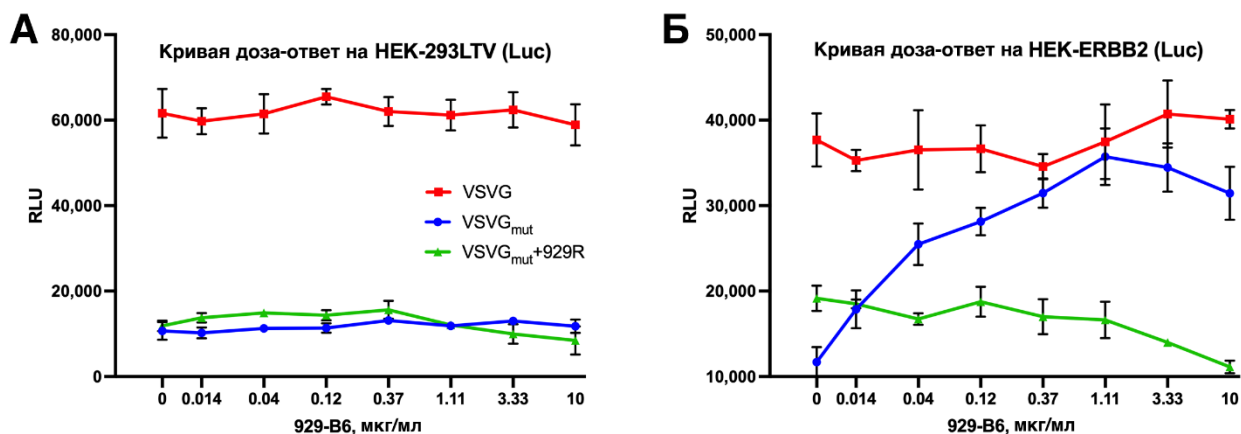 А
Кривая доза-ответ на HEK-293LTV (Luc)
80,000
60,000
40,000
20,000
0
RLU
VSVG
VSVGmut
VSVGmut+929R
0 0.014 0.04 0.12 0.37 1.11 3.33 10
929-B6, мкг/мл
Б
Кривая доза-ответ на HEK-ERBB2 (Luc)
50,000
40,000
30,000
20,000
10,000
RLU
0 0.014 0.04 0.12 0.37 1.11 3.33 10
929-B6, мкг/мл